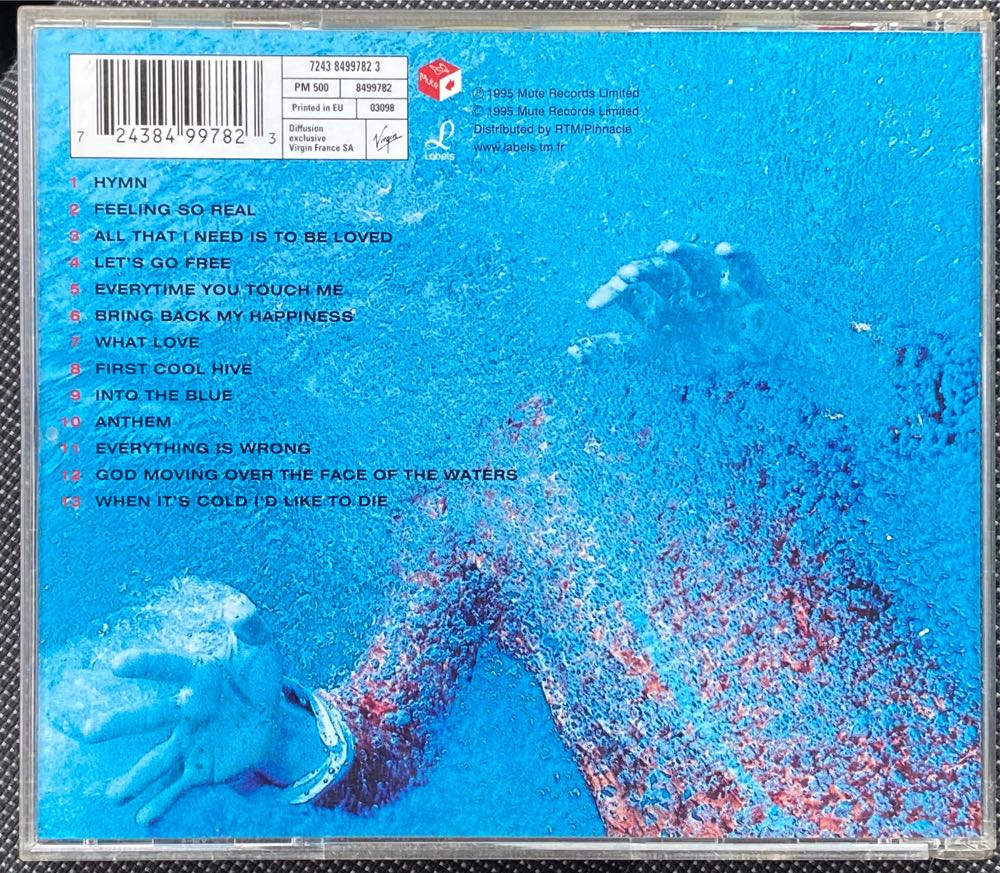 7243 8499782 3
PM 500
8499782
Printed in EU
03098
Diffusion
exclusive
Virgin France SA
Virgin
7 24384 99782 3
Mute
Labels
℗ 1995 Mute Records Limited
© 1995 Mute Records Limited
Distributed by RTM/Pinnacle
www.labels.tm.fr
1 HYMN
2 FEELING SO REAL
3 ALL THAT I NEED IS TO BE LOVED
4 LET'S GO FREE
5 EVERYTIME YOU TOUCH ME
6 BRING BACK MY HAPPINESS
7 WHAT LOVE
8 FIRST COOL HIVE
9 INTO THE BLUE
10 ANTHEM
11 EVERYTHING IS WRONG
12 GOD MOVING OVER THE FACE OF THE WATERS
13 WHEN IT'S COLD I'D LIKE TO DIE